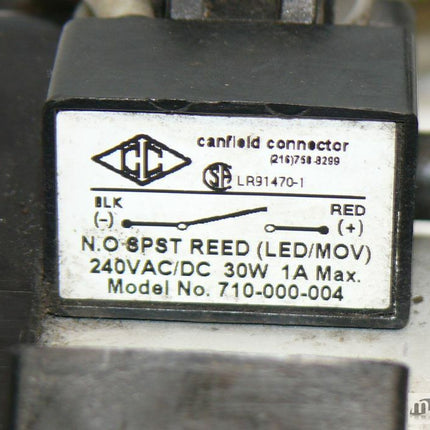 CC
canfield connector
(216)758-8299
SA LR91470-1
BLK RED
(-) (+)
N.O SPST REED (LED/MOV)
240VAC/DC 30W 1A Max.
Model No. 710-000-004